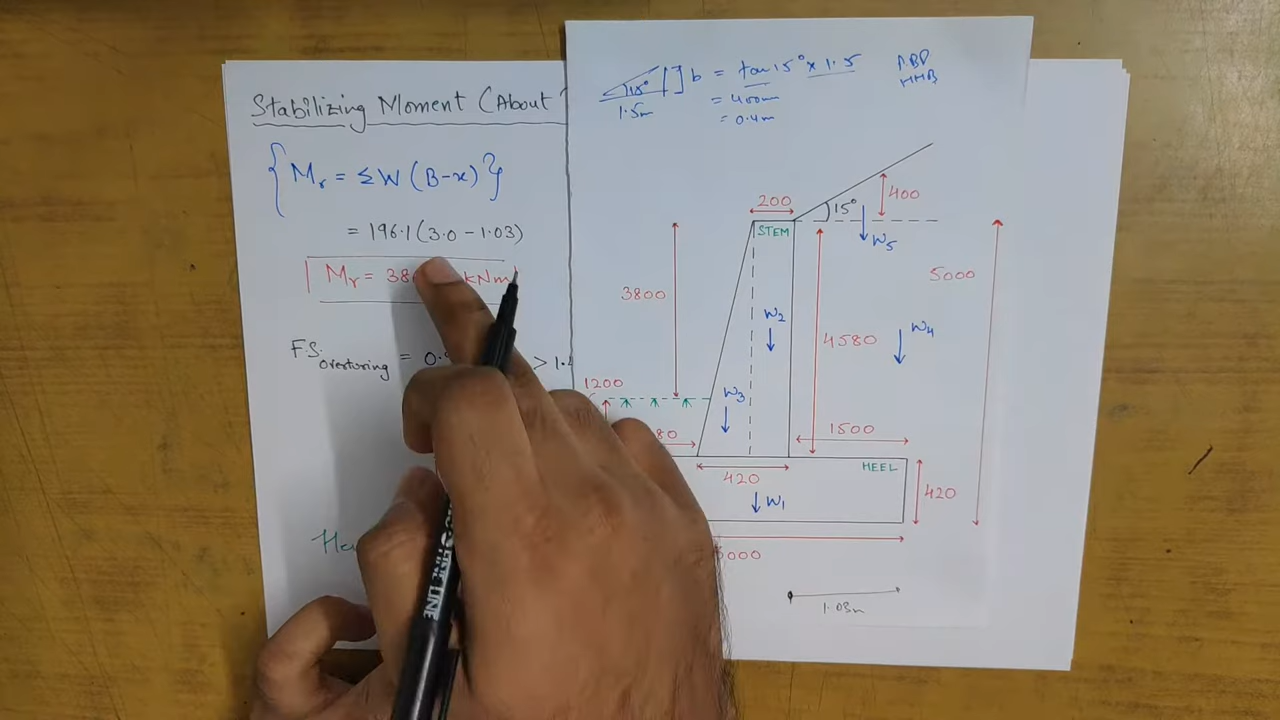 Stabilizing Moment (About
{Mr = ΣW (B-x)}
= 196.1(3.0 - 1.03)
Mr = 38 kNm
F.S. overturning = 0. > 1.
15°
1.5m
b = tan 15° x 1.5
= 400mm
= 0.4m
200
STEM
15°
400
W5
3800
5000
W2
4580
W4
1200
W3
80
1500
420
HEEL
420
W1
000
1.03m
FINE LINE